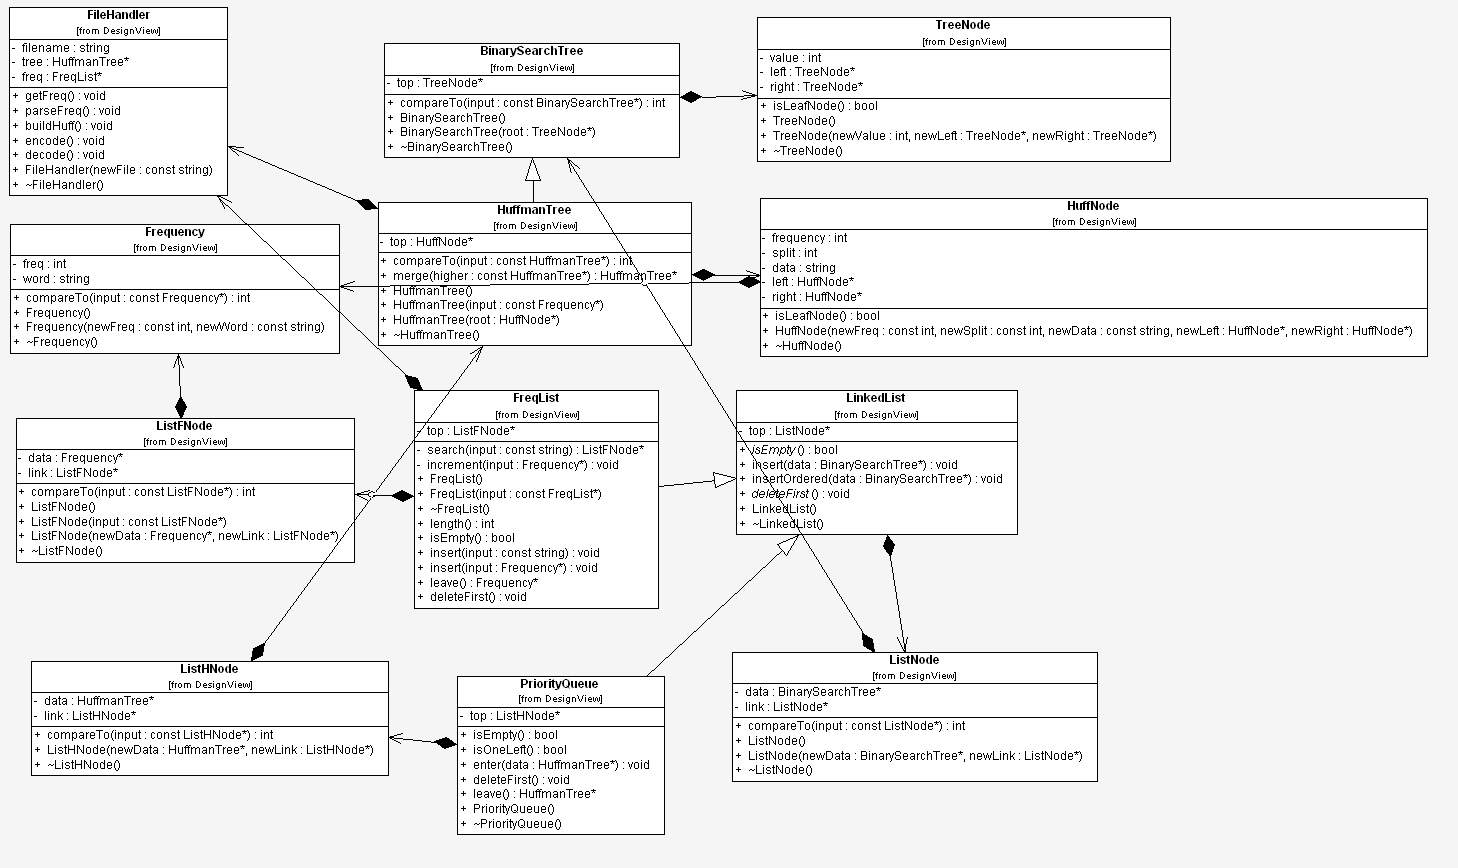 FileHandler
[from DesignView]
- filename : string
- tree : HuffmanTree*
- freq : FreqList*
+ getFreq() : void
+ parseFreq() : void
+ buildHuff() : void
+ encode() : void
+ decode() : void
+ FileHandler(newFile : const string)
+ ~FileHandler()
BinarySearchTree
[from DesignView]
- top : TreeNode*
+ compareTo(input : const BinarySearchTree*) : int
+ BinarySearchTree()
+ BinarySearchTree(root : TreeNode*)
+ ~BinarySearchTree()
TreeNode
[from DesignView]
- value : int
- left : TreeNode*
- right : TreeNode*
+ isLeafNode() : bool
+ TreeNode()
+ TreeNode(newValue : int, newLeft : TreeNode*, newRight : TreeNode*)
+ ~TreeNode()
Frequency
[from DesignView]
- freq : int
- word : string
+ compareTo(input : const Frequency*) : int
+ Frequency()
+ Frequency(newFreq : const int, newWord : const string)
+ ~Frequency()
HuffmanTree
[from DesignView]
- top : HuffNode*
+ compareTo(input : const HuffmanTree*) : int
+ merge(higher : const HuffmanTree*) : HuffmanTree*
+ HuffmanTree()
+ HuffmanTree(input : const Frequency*)
+ HuffmanTree(root : HuffNode*)
+ ~HuffmanTree()
HuffNode
[from DesignView]
- frequency : int
- split : int
- data : string
- left : HuffNode*
- right : HuffNode*
+ isLeafNode() : bool
+ HuffNode(newFreq : const int, newSplit : const int, newData : const string, newLeft : HuffNode*, newRight : HuffNode*)
+ ~HuffNode()
ListFNode
[from DesignView]
- data : Frequency*
- link : ListFNode*
+ compareTo(input : const ListFNode*) : int
+ ListFNode()
+ ListFNode(input : const ListFNode*)
+ ListFNode(newData : Frequency*, newLink : ListFNode*)
+ ~ListFNode()
FreqList
[from DesignView]
- top : ListFNode*
- search(input : const string) : ListFNode*
- increment(input : Frequency*) : void
+ FreqList()
+ FreqList(input : const FreqList*)
+ ~FreqList()
+ length() : int
+ isEmpty() : bool
+ insert(input : const string) : void
+ insert(input : Frequency*) : void
+ leave() : Frequency*
+ deleteFirst() : void
LinkedList
[from DesignView]
- top : ListNode*
+ isEmpty() : bool
+ insert(data : BinarySearchTree*) : void
+ insertOrdered(data : BinarySearchTree*) : void
+ deleteFirst() : void
+ LinkedList()
+ ~LinkedList()
ListHNode
[from DesignView]
- data : HuffmanTree*
- link : ListHNode*
+ compareTo(input : const ListHNode*) : int
+ ListHNode(newData : HuffmanTree*, newLink : ListHNode*)
+ ~ListHNode()
PriorityQueue
[from DesignView]
- top : ListHNode*
+ isEmpty() : bool
+ isOneLeft() : bool
+ enter(data : HuffmanTree*) : void
+ deleteFirst() : void
+ leave() : HuffmanTree*
+ PriorityQueue()
+ ~PriorityQueue()
ListNode
[from DesignView]
- data : BinarySearchTree*
- link : ListNode*
+ compareTo(input : const ListNode*) : int
+ ListNode()
+ ListNode(newData : BinarySearchTree*, newLink : ListNode*)
+ ~ListNode()